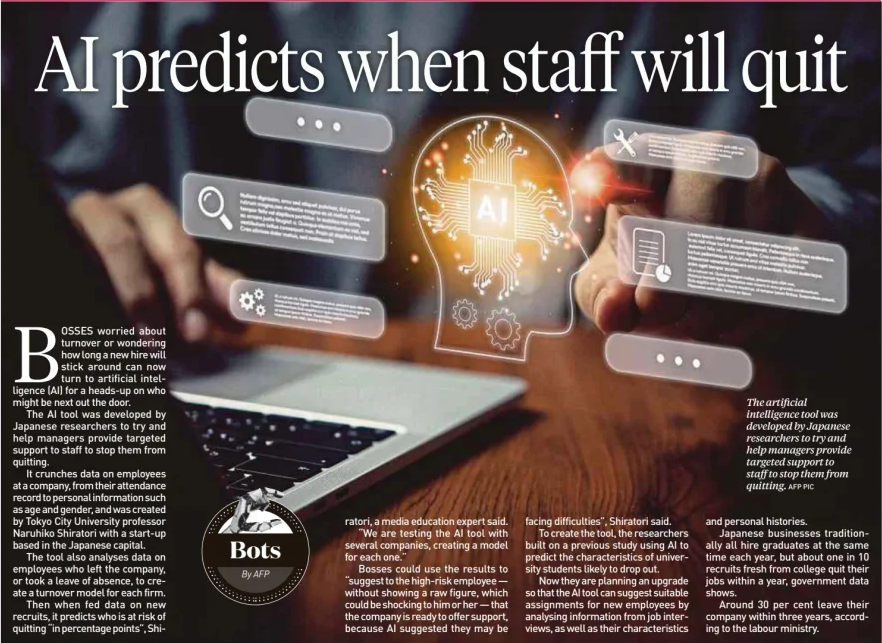 AI predicts when staff will quit
AI
BOSSES worried about
turnover or wondering
how long a new hire will
stick around can now
turn to artificial intel-
ligence (AI) for a heads-up on who
might be next out the door.
The AI tool was developed by
Japanese researchers to try and
help managers provide targeted
support to staff to stop them from
quitting.
It crunches data on employees
at a company, from their attendance
record to personal information such
as age and gender, and was created
by Tokyo City University professor
Naruhiko Shiratori with a start-up
based in the Japanese capital.
The tool also analyses data on
employees who left the company,
or took a leave of absence, to cre-
ate a turnover model for each firm.
Then when fed data on new
recruits, it predicts who is at risk of
quitting "in percentage points", Shi-
Bots
By AFP
ratori, a media education expert said.
"We are testing the AI tool with
several companies, creating a model
for each one."
Bosses could use the results to
"suggest to the high-risk employee —
without showing a raw figure, which
could be shocking to him or her — that
the company is ready to offer support,
because AI suggested they may be
facing difficulties", Shiratori said.
To create the tool, the researchers
built on a previous study using AI to
predict the characteristics of univer-
sity students likely to drop out.
Now they are planning an upgrade
so that the AI tool can suggest suitable
assignments for new employees by
analysing information from job inter-
views, as well as their characteristics
and personal histories.
Japanese businesses tradition-
ally all hire graduates at the same
time each year, but about one in 10
recruits fresh from college quit their
jobs within a year, government data
shows.
Around 30 per cent leave their
company within three years, accord-
ing to the labour ministry.
The artificial
intelligence tool was
developed by Japanese
researchers to try and
help managers provide
targeted support to
staff to stop them from
quitting. AFP PIC